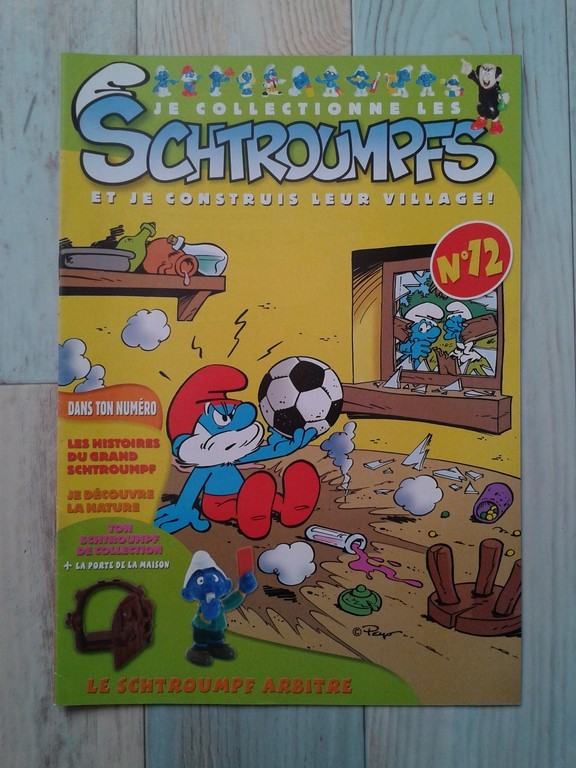 JE COLLECTIONNE LES
SCHTROUMPFS
ET JE CONSTRUIS LEUR VILLAGE!
N°12
DANS TON NUMÉRO
LES HISTOIRES
DU GRAND
SCHTROUMPF
JE DÉCOUVRE
LA NATURE
TON
SCHTROUMPF
DE COLLECTION
+ LA PORTE DE LA MAISON
© Peyo
LE SCHTROUMPF ARBITRE